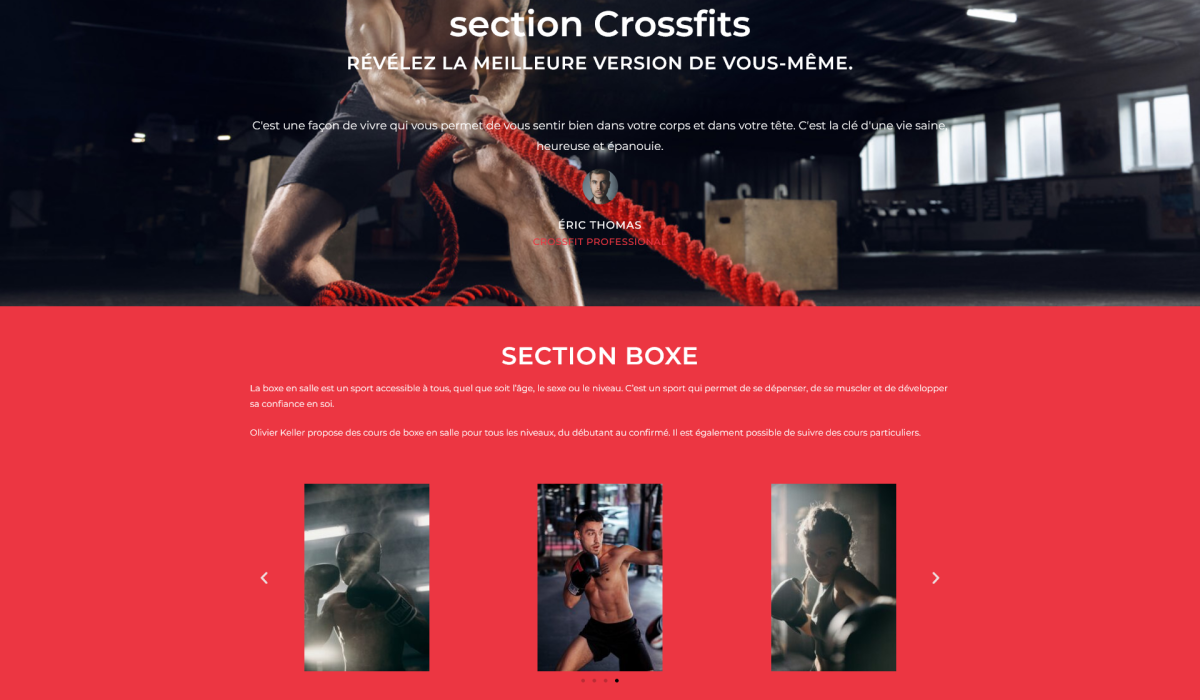 section Crossfits
RÉVÉLEZ LA MEILLEURE VERSION DE VOUS-MÊME.
C'est une façon de vivre qui vous permet de vous sentir bien dans votre corps et dans votre tête. C'est la clé d'une vie saine,
heureuse et épanouie.
ÉRIC THOMAS
CROSSFIT PROFESSIONAL
SECTION BOXE
La boxe en salle est un sport accessible à tous, quel que soit l'âge, le sexe ou le niveau. C'est un sport qui permet de se dépenser, de se muscler et de développer
sa confiance en soi.
Olivier Keller propose des cours de boxe en salle pour tous les niveaux, du débutant au confirmé. Il est également possible de suivre des cours particuliers.